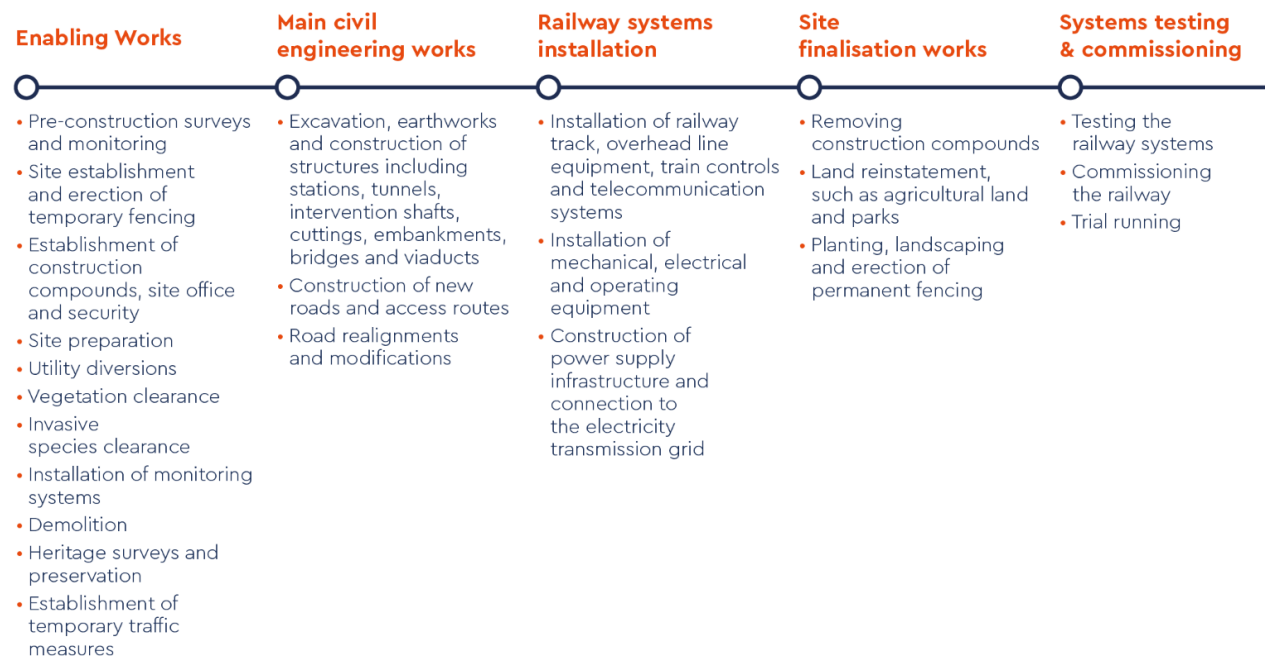 Enabling Works
• Pre-construction surveys
and monitoring
• Site establishment
and erection of
temporary fencing
• Establishment of
construction
compounds, site office
and security
• Site preparation
• Utility diversions
• Vegetation clearance
• Invasive
species clearance
• Installation of monitoring
systems
• Demolition
• Heritage surveys and
preservation
• Establishment of
temporary traffic
measures
Main civil
engineering works
• Excavation, earthworks
and construction of
structures including
stations, tunnels,
intervention shafts,
cuttings, embankments,
bridges and viaducts
• Construction of new
roads and access routes
• Road realignments
and modifications
Railway systems
installation
• Installation of railway
track, overhead line
equipment, train controls
and telecommunication
systems
• Installation of
mechanical, electrical
and operating
equipment
• Construction of
power supply
infrastructure and
connection to
the electricity
transmission grid
Site
finalisation works
• Removing
construction compounds
• Land reinstatement,
such as agricultural land
and parks
• Planting, landscaping
and erection of
permanent fencing
Systems testing
& commissioning
• Testing the
railway systems
• Commissioning
the railway
• Trial running